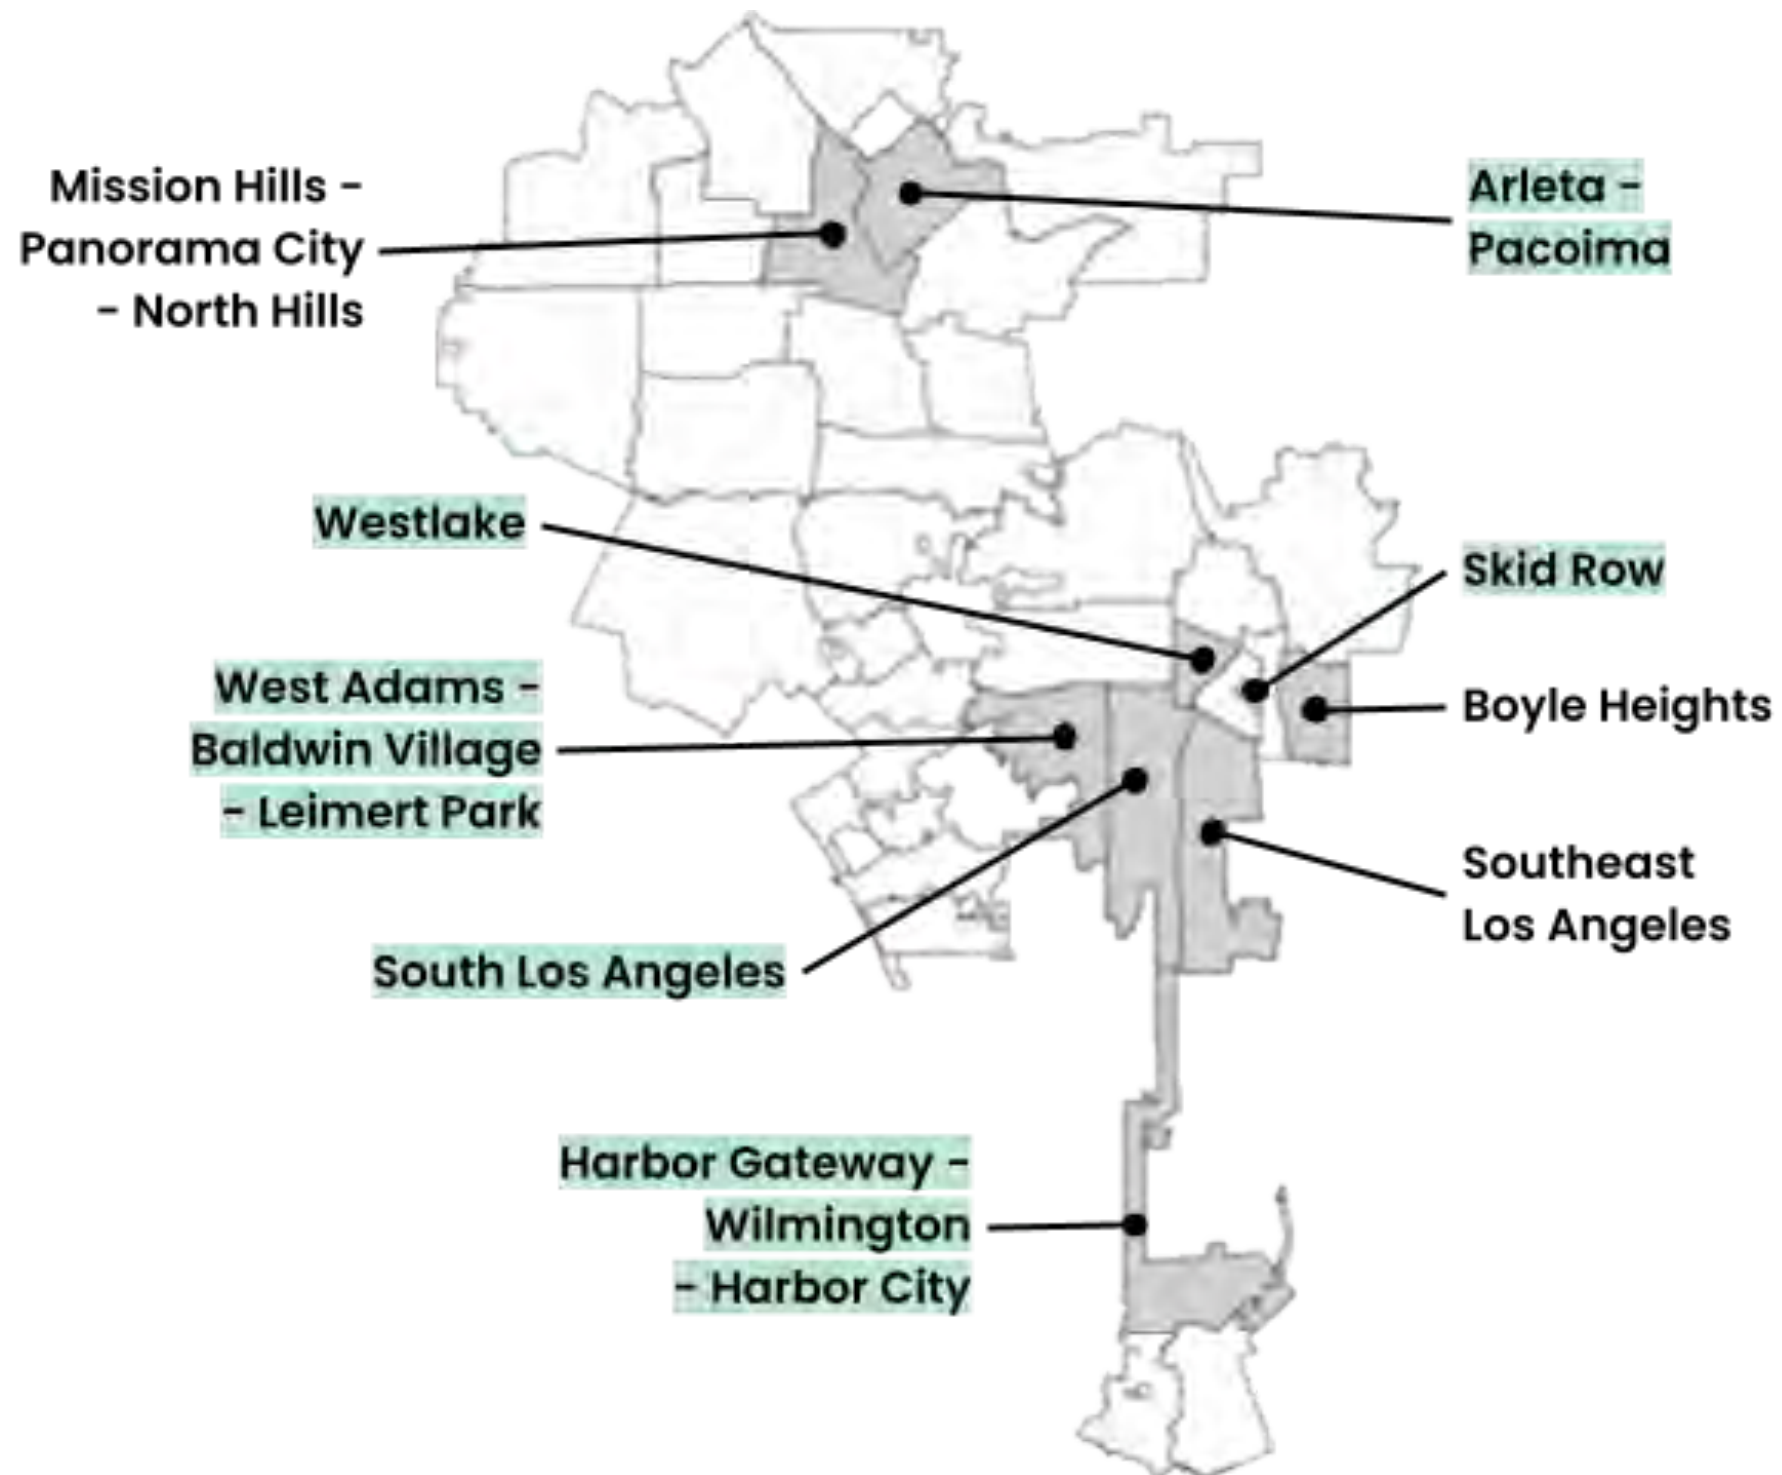 Mission Hills -
Panorama City
- North Hills
Arleta -
Pacoima
Westlake
Skid Row
West Adams -
Baldwin Village
- Leimert Park
Boyle Heights
Southeast
Los Angeles
South Los Angeles
Harbor Gateway -
Wilmington
- Harbor City